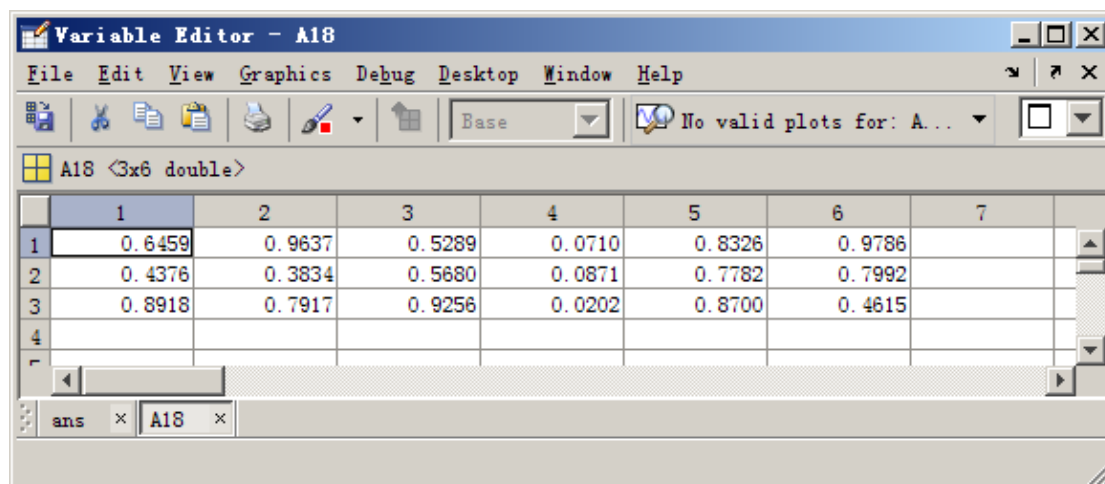 Variable Editor - A18
File Edit View Graphics Debug Desktop Window Help
Base No valid plots for: A...
A18 <3x6 double>
1 2 3 4 5 6 7
1 0.6459 0.9637 0.5289 0.0710 0.8326 0.9786
2 0.4376 0.3834 0.5680 0.0871 0.7782 0.7992
3 0.8918 0.7917 0.9256 0.0202 0.8700 0.4615
4
ans × A18 ×